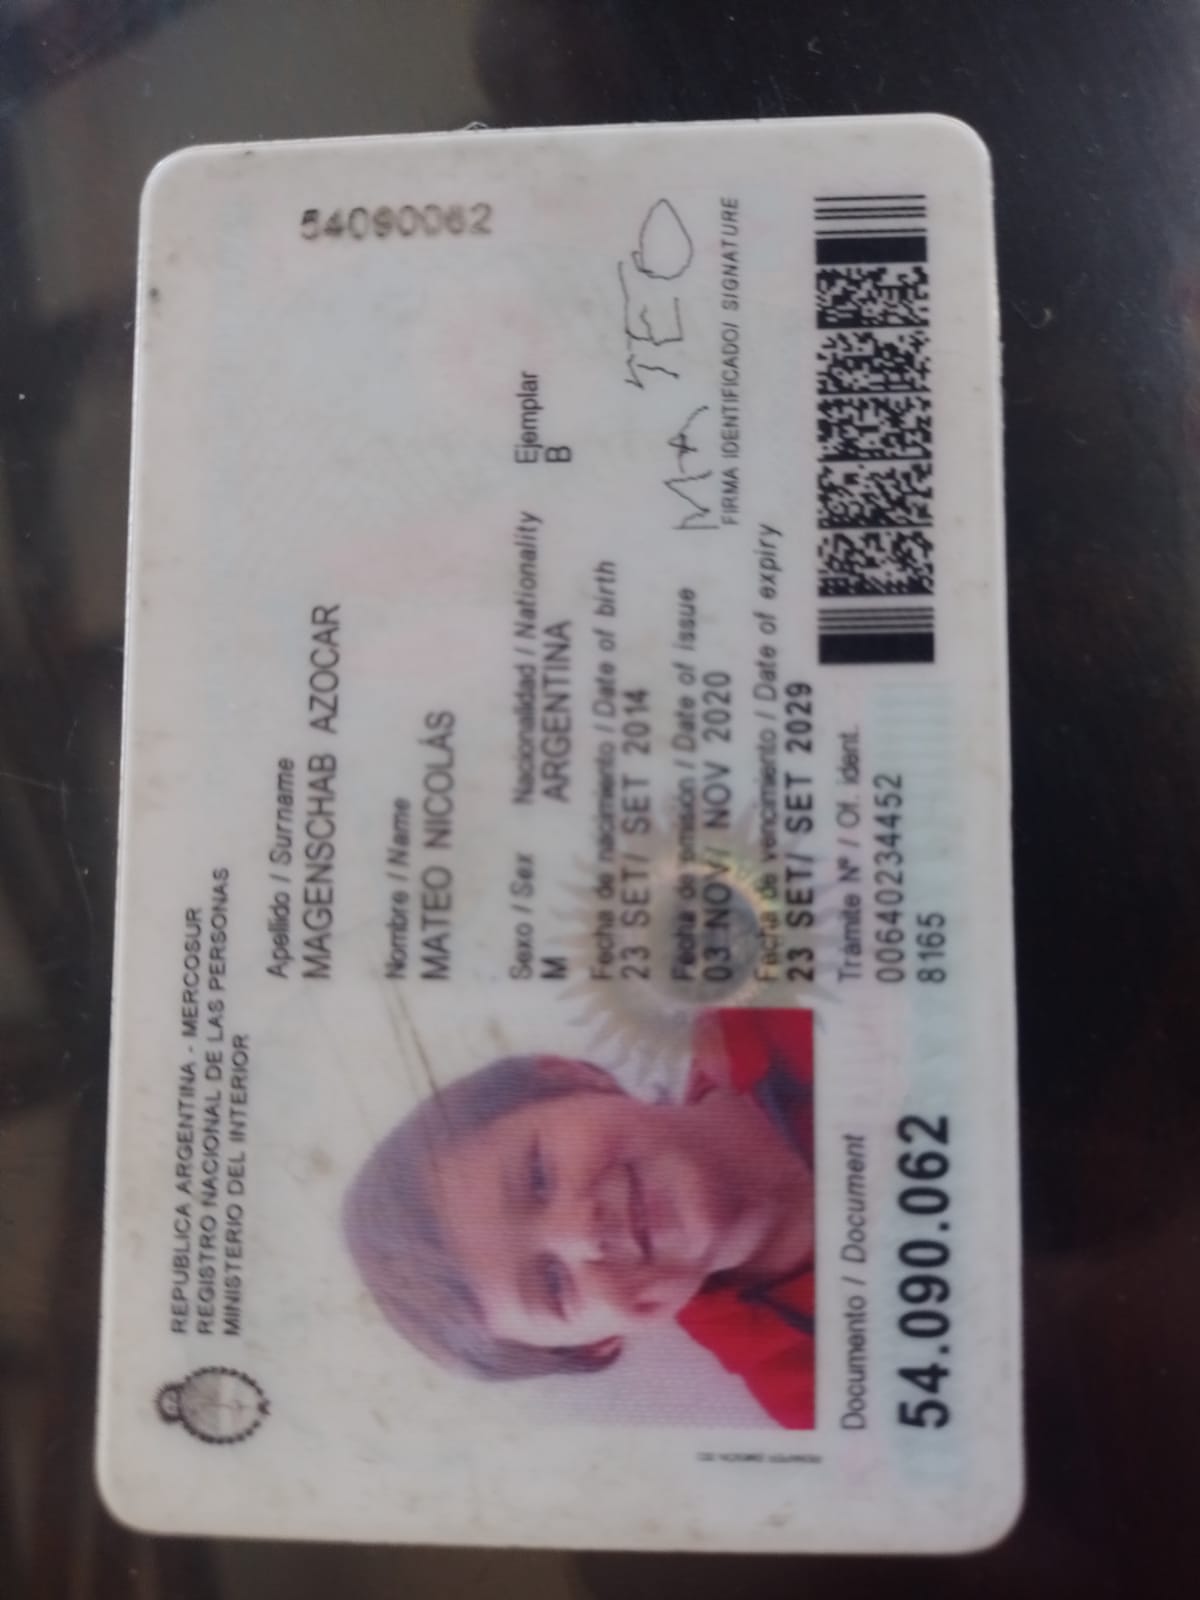 REPUBLICA ARGENTINA - MERCOSUR
REGISTRO NACIONAL DE LAS PERSONAS
MINISTERIO DEL INTERIOR
54090062
Apellido / Surname
MAGENSCHAB AZOCAR
Nombre / Name
MATEO NICOLÁS
Sexo / Sex Nacionalidad / Nationality Ejemplar
M ARGENTINA B
Fecha de nacimiento / Date of birth
23 SET/ SET 2014
Fecha de emisión / Date of issue
03 NOV/ NOV 2020
MATEO
FIRMA IDENTIFICADO/ SIGNATURE
Fecha de vencimiento / Date of expiry
23 SET/ SET 2029
Trámite Nº / Of. ident.
00640234452
8165
Documento / Document
54.090.062